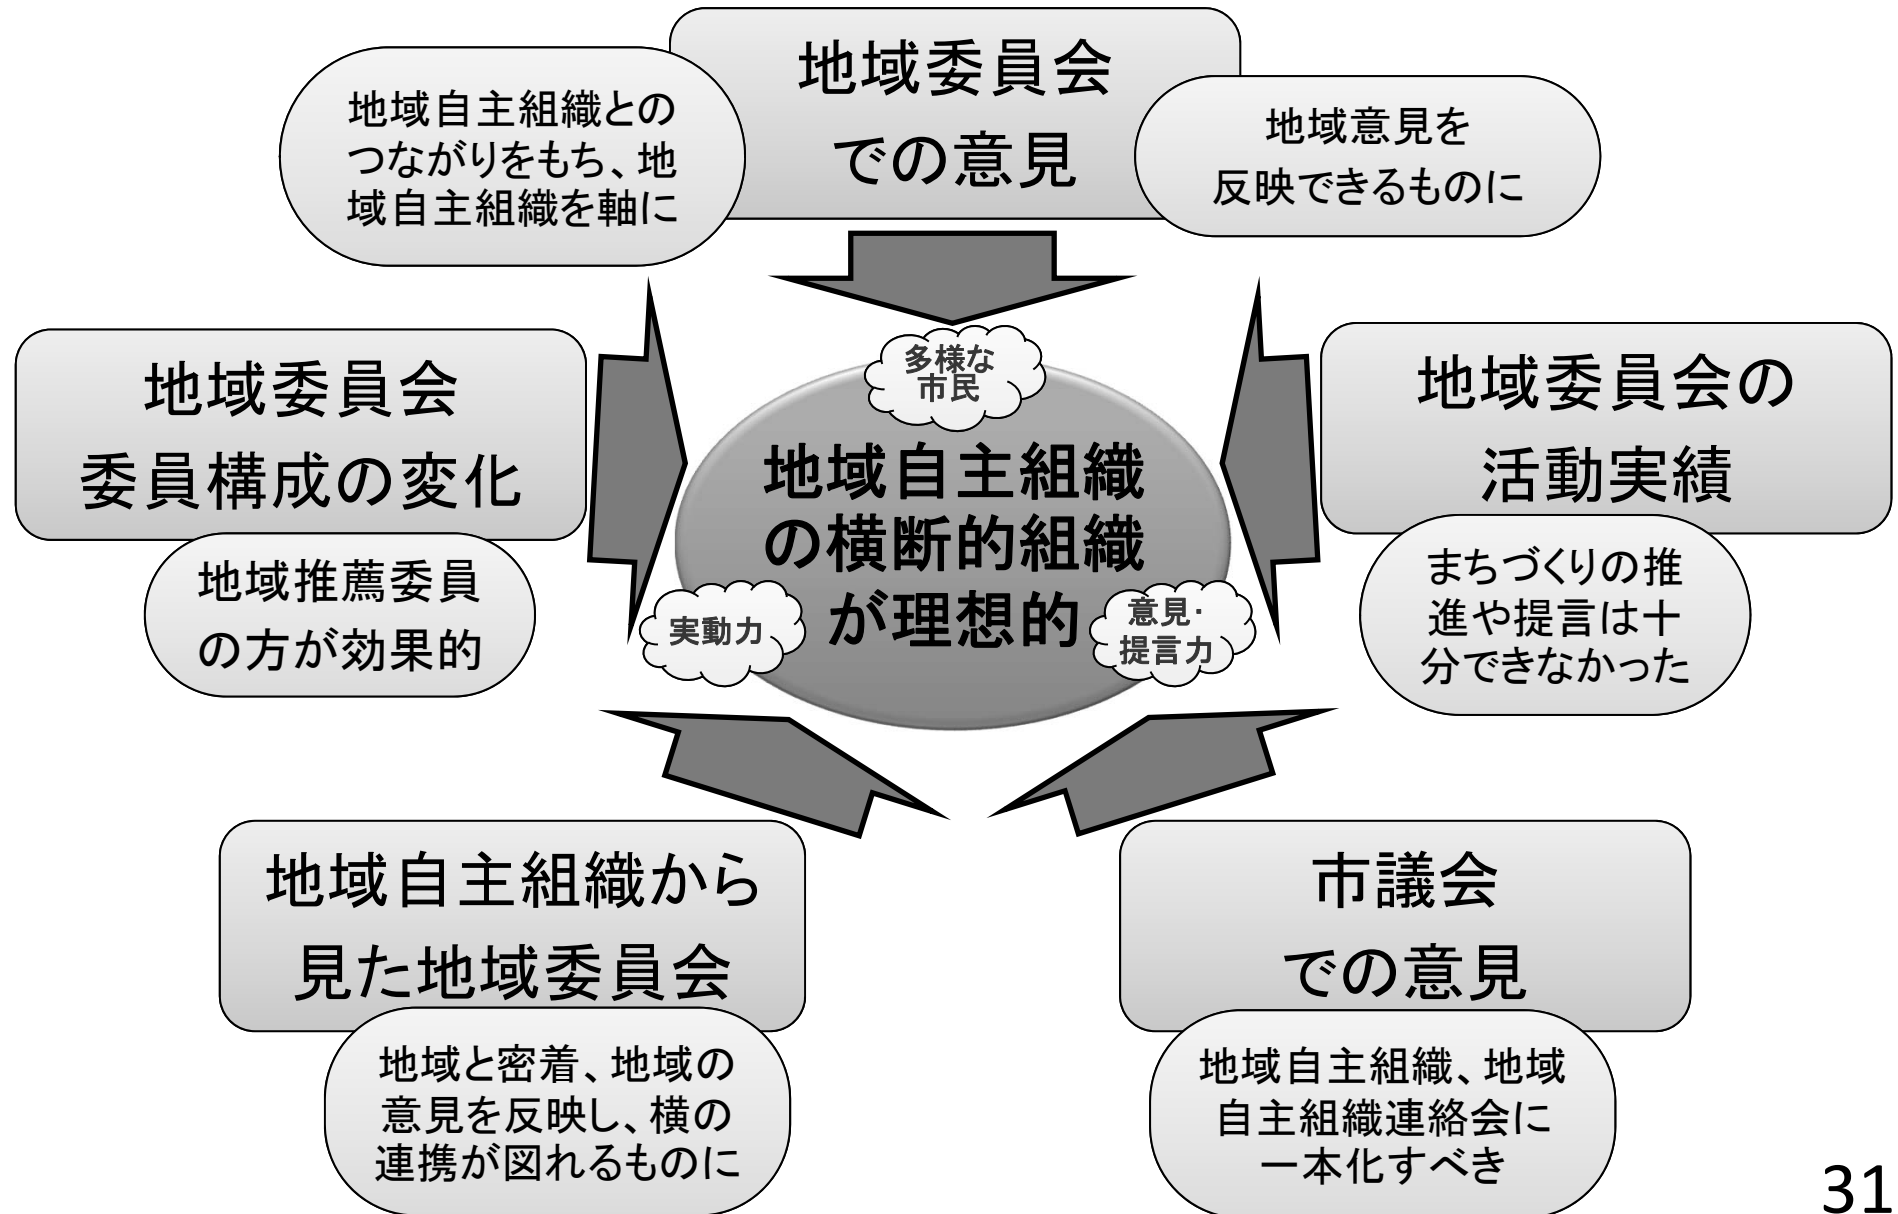 地域委員会
での意見
地域自主組織との
つながりをもち、地
域自主組織を軸に
地域意見を
反映できるものに
地域委員会
委員構成の変化
地域推薦委員
の方が効果的
多様な
市民
地域自主組織
の横断的組織
が理想的
実動力
意見・
提言力
地域委員会の
活動実績
まちづくりの推
進や提言は十
分できなかった
地域自主組織から
見た地域委員会
地域と密着、地域の
意見を反映し、横の
連携が図れるものに
市議会
での意見
地域自主組織、地域
自主組織連絡会に
一本化すべき
31